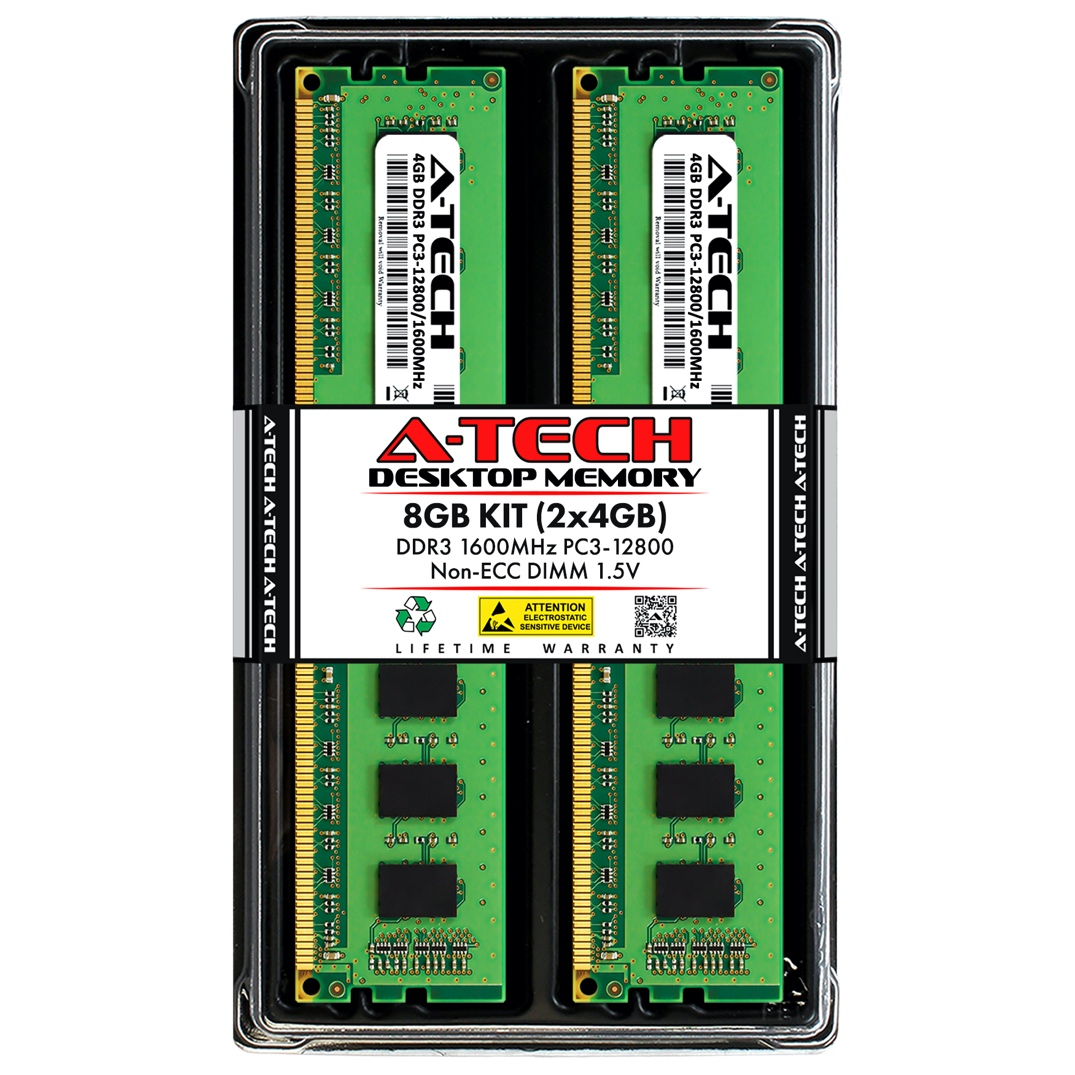 A-TECH
4GB DDR3 PC3-12800/1600MHz
Removal will void Warranty
A-TECH
4GB DDR3 PC3-12800/1600MHz
Removal will void Warranty
A-TECH A-TECH A-TECH
A-TECH
DESKTOP MEMORY
8GB KIT (2x4GB)
DDR3 1600MHz PC3-12800
Non-ECC DIMM 1.5V
ATTENTION
ELECTROSTATIC
SENSITIVE DEVICE
LIFETIME WARRANTY
A-TECH A-TECH A-TECH